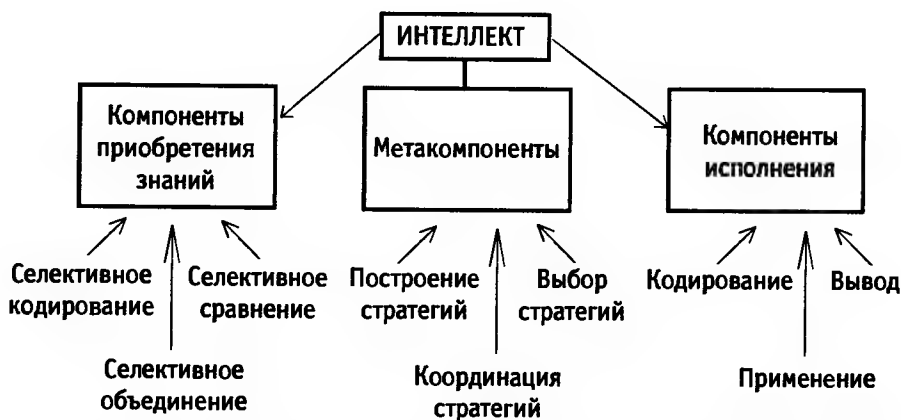 ИНТЕЛЛЕКТ
Компоненты
приобретения
знаний
Метакомпоненты
Компоненты
исполнения
Селективное
кодирование
Селективное
сравнение
Селективное
объединение
Построение
стратегий
Выбор
стратегий
Координация
стратегий
Кодирование
Вывод
Применение